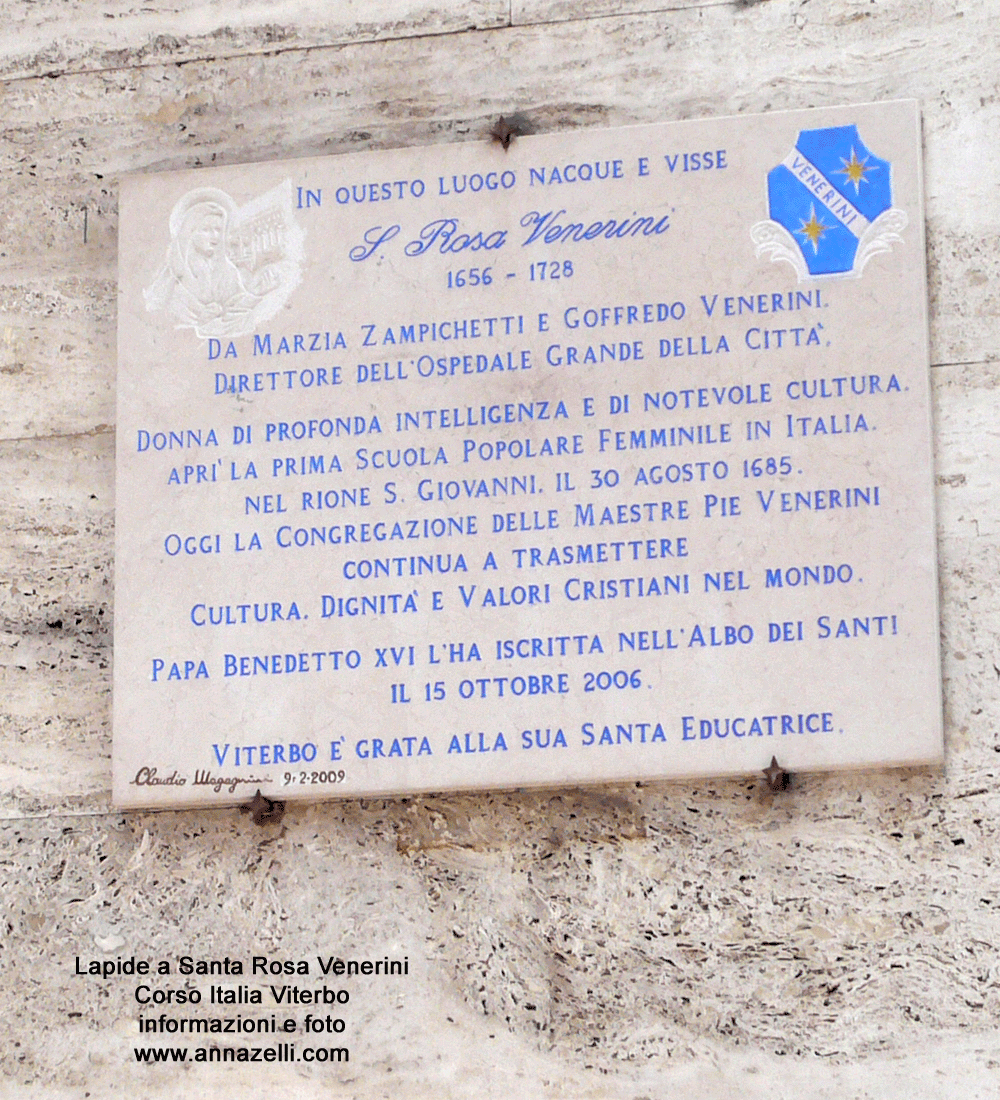 IN QUESTO LUOGO NACQUE E VISSE
VENERINI
S. Rosa Venerini
1656 - 1728
DA MARZIA ZAMPICHETTI E GOFFREDO VENERINI.
DIRETTORE DELL'OSPEDALE GRANDE DELLA CITTA'.
DONNA DI PROFONDA INTELLIGENZA E DI NOTEVOLE CULTURA.
APRI' LA PRIMA SCUOLA POPOLARE FEMMINILE IN ITALIA.
NEL RIONE S. GIOVANNI. IL 30 AGOSTO 1685.
OGGI LA CONGREGAZIONE DELLE MAESTRE PIE VENERINI
CONTINUA A TRASMETTERE
CULTURA. DIGNITA' E VALORI CRISTIANI NEL MONDO.
PAPA BENEDETTO XVI L'HA ISCRITTA NELL'ALBO DEI SANTI
IL 15 OTTOBRE 2006.
VITERBO E' GRATA ALLA SUA SANTA EDUCATRICE.
Claudio 9-2-2009
Lapide a Santa Rosa Venerini
Corso Italia Viterbo
informazioni e foto
www.annazelli.com